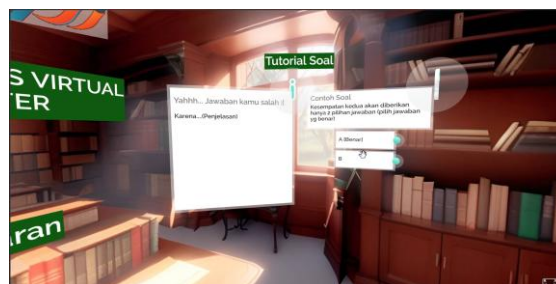 Tutorial Soal
S VIRTUAL
TER
Yahhh... Jawaban kamu salah :(
Karena...(Penjelasan)
Contoh Soal
Kesempatan kedua akan diberikan
hanya 2 pilihan jawaban (pilih jawaban
yg benar)
A (Benar)
B
ran